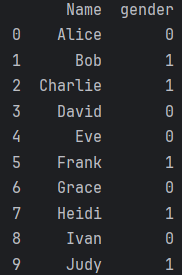 Name gender
0 Alice 0
1 Bob 1
2 Charlie 1
3 David 0
4 Eve 0
5 Frank 1
6 Grace 0
7 Heidi 1
8 Ivan 0
9 Judy 1